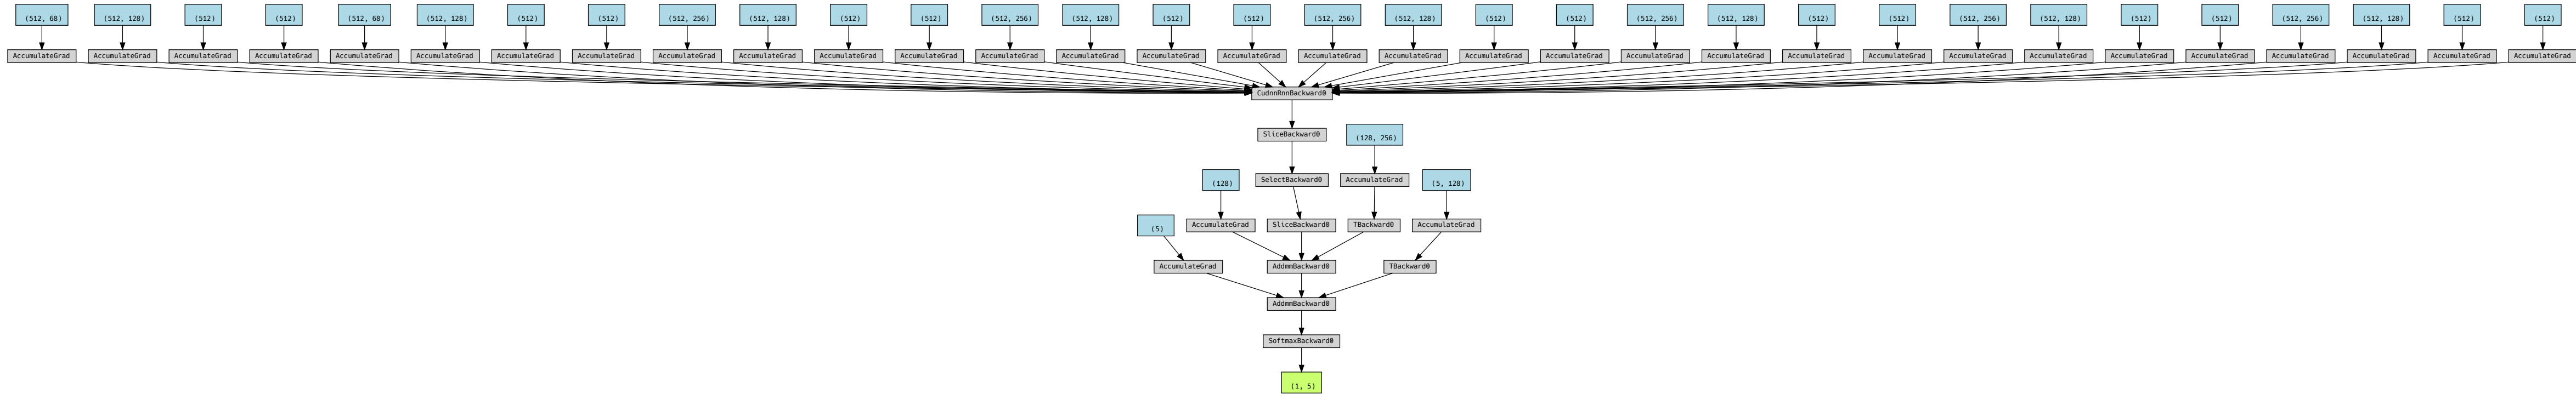 (512, 68) (512, 128) (512) (512) (512, 68) (512, 128) (512) (512) (512, 256) (512, 128) (512) (512) (512, 256) (512, 128) (512) (512) (512, 256) (512, 128) (512) (512) (512, 256) (512, 128) (512) (512) (512, 256) (512, 128) (512) (512) (512, 256) (512, 128) (512) (512)
AccumulateGrad AccumulateGrad AccumulateGrad AccumulateGrad AccumulateGrad AccumulateGrad AccumulateGrad AccumulateGrad AccumulateGrad AccumulateGrad AccumulateGrad AccumulateGrad AccumulateGrad AccumulateGrad AccumulateGrad AccumulateGrad AccumulateGrad AccumulateGrad AccumulateGrad AccumulateGrad AccumulateGrad AccumulateGrad AccumulateGrad AccumulateGrad AccumulateGrad AccumulateGrad AccumulateGrad AccumulateGrad AccumulateGrad AccumulateGrad AccumulateGrad AccumulateGrad
CudnnRnnBackward0
SliceBackward0 (128, 256)
(128) SelectBackward0 AccumulateGrad (5, 128)
(5) AccumulateGrad SliceBackward0 TBackward0 AccumulateGrad
AccumulateGrad AddmmBackward0 TBackward0
AddmmBackward0
SoftmaxBackward0
(1, 5)